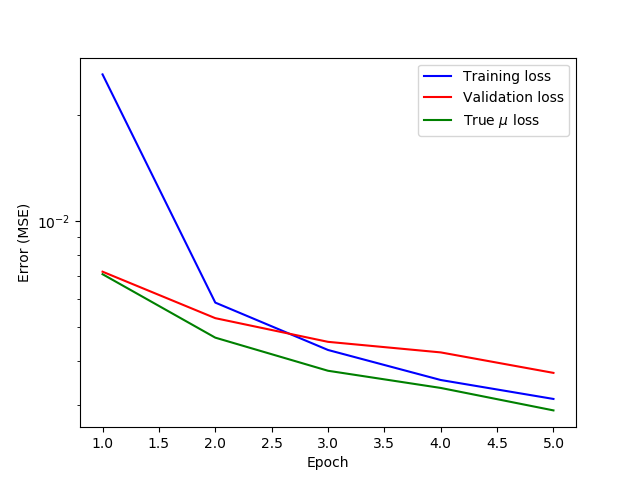 Training loss
Validation loss
True μ loss
10⁻²
Error (MSE)
1.0 1.5 2.0 2.5 3.0 3.5 4.0 4.5 5.0
Epoch